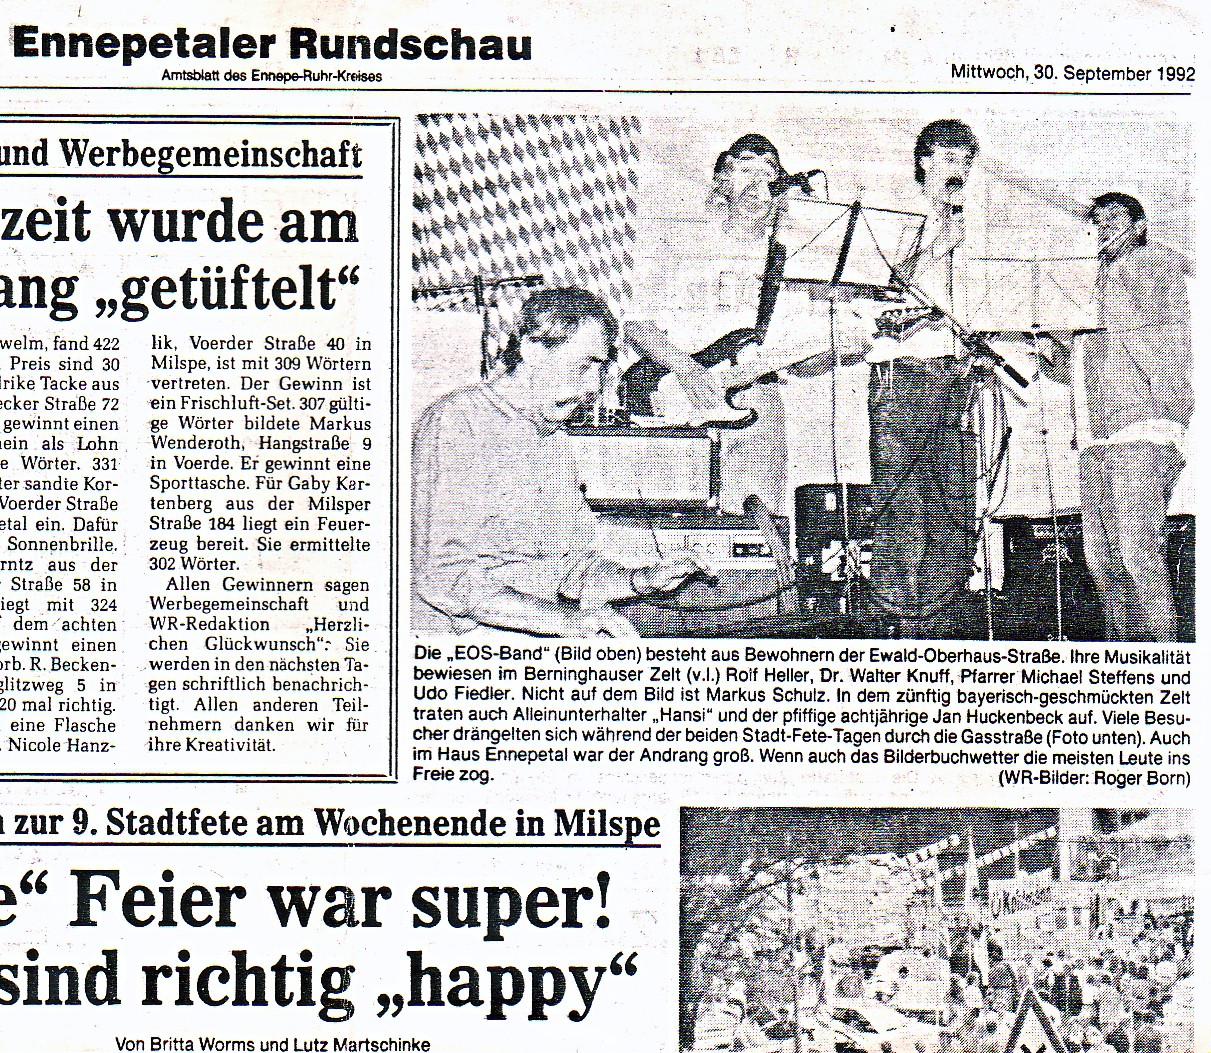 Ennepetaler Rundschau
Amtsblatt des Ennepe-Ruhr-Kreises
Mittwoch, 30. September 1992
und Werbegemeinschaft
zeit wurde am
ang „getüftelt“
welm, fand 422
Preis sind 30
lrike Tacke aus
ecker Straße 72
gewinnt einen
nein als Lohn
e Wörter. 331
ter sandte Kor-
Voerder Straße
etal ein. Dafür
Sonnenbrille.
rntz aus der
Straße 58 in
iegt mit 324
dem achten
gewinnt einen
orb. R. Becken-
glitzweg 5 in
20 mal richtig.
eine Flasche
Nicole Hanz-
lik, Voerder Straße 40 in
Milspe, ist mit 309 Wörtern
vertreten. Der Gewinn ist
ein Frischluft-Set. 307 gülti-
ge Wörter bildete Markus
Wenderoth, Hangstraße 9
in Voerde. Er gewinnt eine
Sporttasche. Für Gaby Kar-
tenberg aus der Milsper
Straße 184 liegt ein Feuer-
zeug bereit. Sie ermittelte
302 Wörter.
Allen Gewinnern sagen
Werbegemeinschaft und
WR-Redaktion „Herzli-
chen Glückwunsch“. Sie
werden in den nächsten Ta-
gen schriftlich benachrich-
tigt. Allen anderen Teil-
nehmern danken wir für
ihre Kreativität.
Die „EOS-Band“ (Bild oben) besteht aus Bewohnern der Ewald-Oberhaus-Straße. Ihre Musikalität
bewiesen im Berninghauser Zelt (v.l.) Rolf Heller, Dr. Walter Knuff, Pfarrer Michael Steffens und
Udo Fiedler. Nicht auf dem Bild ist Markus Schulz. In dem zünftig bayerisch-geschmückten Zelt
traten auch Alleinunterhalter „Hansi“ und der pfiffige achtjährige Jan Huckenbeck auf. Viele Besu-
cher drängelten sich während der beiden Stadt-Fete-Tagen durch die Gasstraße (Foto unten). Auch
im Haus Ennepetal war der Andrang groß. Wenn auch das Bilderbuchwetter die meisten Leute ins
Freie zog. (WR-Bilder: Roger Born)
zur 9. Stadtfete am Wochenende in Milspe
e“ Feier war super!
sind richtig „happy“
Von Britta Worms und Lutz Martschinke